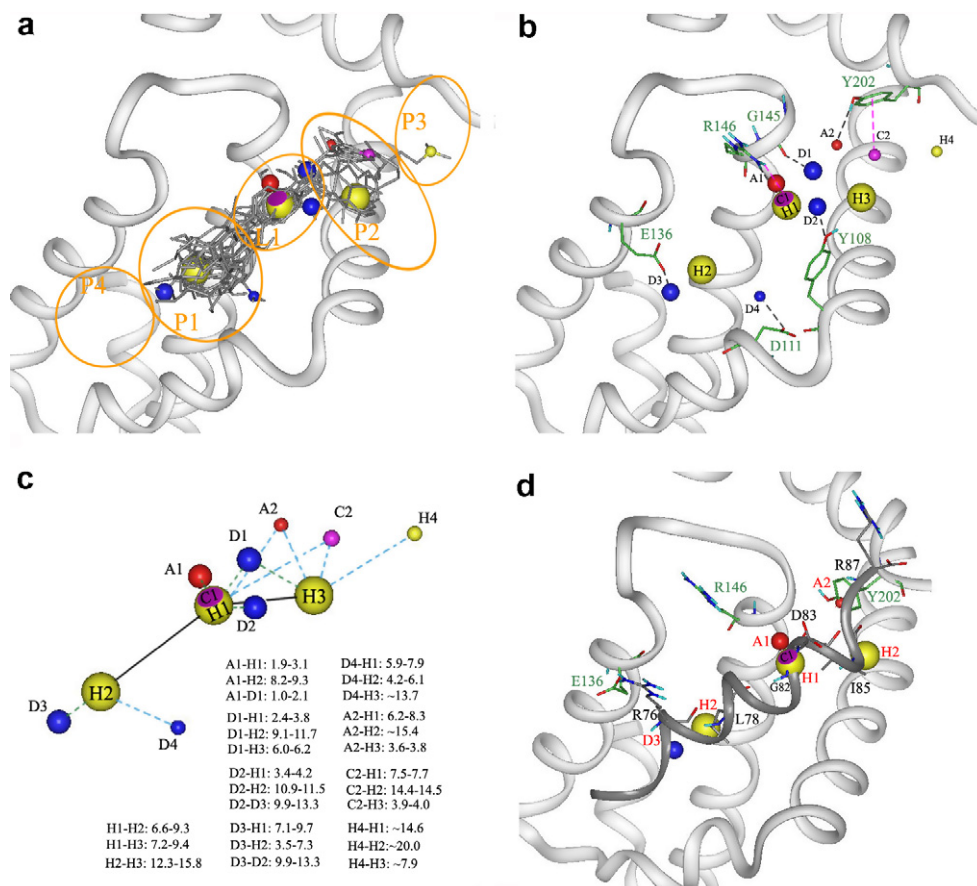 a
P3
L1
P2
P4
P1
b
Y202
G145
R146
A2
C2
H4
D1
A1
C1
H1
D2
H3
E136
Y108
H2
D3
D4
D111
c
A2
C2
H4
D1
A1
C1
H1
H3
D2
H2
D3
D4
A1-H1: 1.9-3.1
A1-H2: 8.2-9.3
A1-D1: 1.0-2.1
D1-H1: 2.4-3.8
D1-H2: 9.1-11.7
D1-H3: 6.0-6.2
D2-H1: 3.4-4.2
D2-H2: 10.9-11.5
D2-D3: 9.9-13.3
D4-H1: 5.9-7.9
D4-H2: 4.2-6.1
D4-H3: ~13.7
A2-H1: 6.2-8.3
A2-H2: ~15.4
A2-H3: 3.6-3.8
C2-H1: 7.5-7.7
C2-H2: 14.4-14.5
C2-H3: 3.9-4.0
H1-H2: 6.6-9.3
H1-H3: 7.2-9.4
H2-H3: 12.3-15.8
D3-H1: 7.1-9.7
D3-H2: 3.5-7.3
D3-D2: 9.9-13.3
H4-H1: ~14.6
H4-H2:~20.0
H4-H3: ~7.9
d
R87
A2
Y202
R146
D83
A1
C1
H2
H1
G82
I85
E136
R76
H2
L78
D3